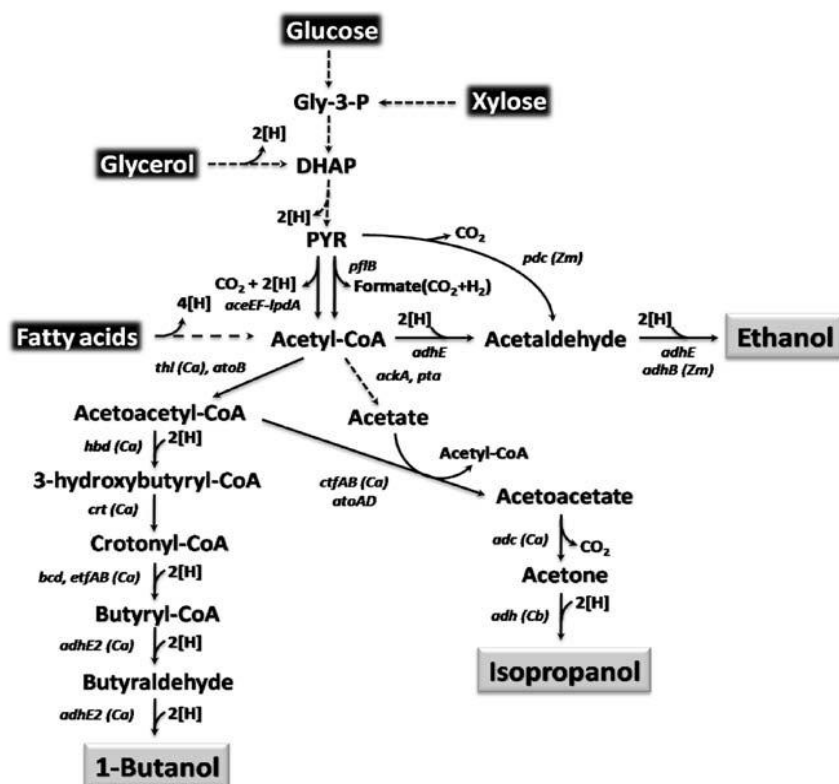 Glucose
Gly-3-P
Xylose
2[H]
Glycerol
DHAP
2[H]
PYR
CO2
pdc (Zm)
pflB
CO2 + 2[H]
Formate(CO2+H2)
aceEF-lpdA
4[H]
2[H]
2[H]
Fatty acids
Acetyl-CoA
Acetaldehyde
Ethanol
adhE
adhE
adhB (Zm)
thl (Ca), atoB
ackA, pta
Acetoacetyl-CoA
Acetate
hbd (Ca)
2[H]
Acetyl-CoA
3-hydroxybutyryl-CoA
ctfAB (Ca)
atoAD
Acetoacetate
crt (Ca)
Crotonyl-CoA
adc (Ca)
CO2
bcd, etfAB (Ca)
2[H]
Acetone
Butyryl-CoA
adh (Cb)
2[H]
adhE2 (Ca)
2[H]
Isopropanol
Butyraldehyde
adhE2 (Ca)
2[H]
1-Butanol